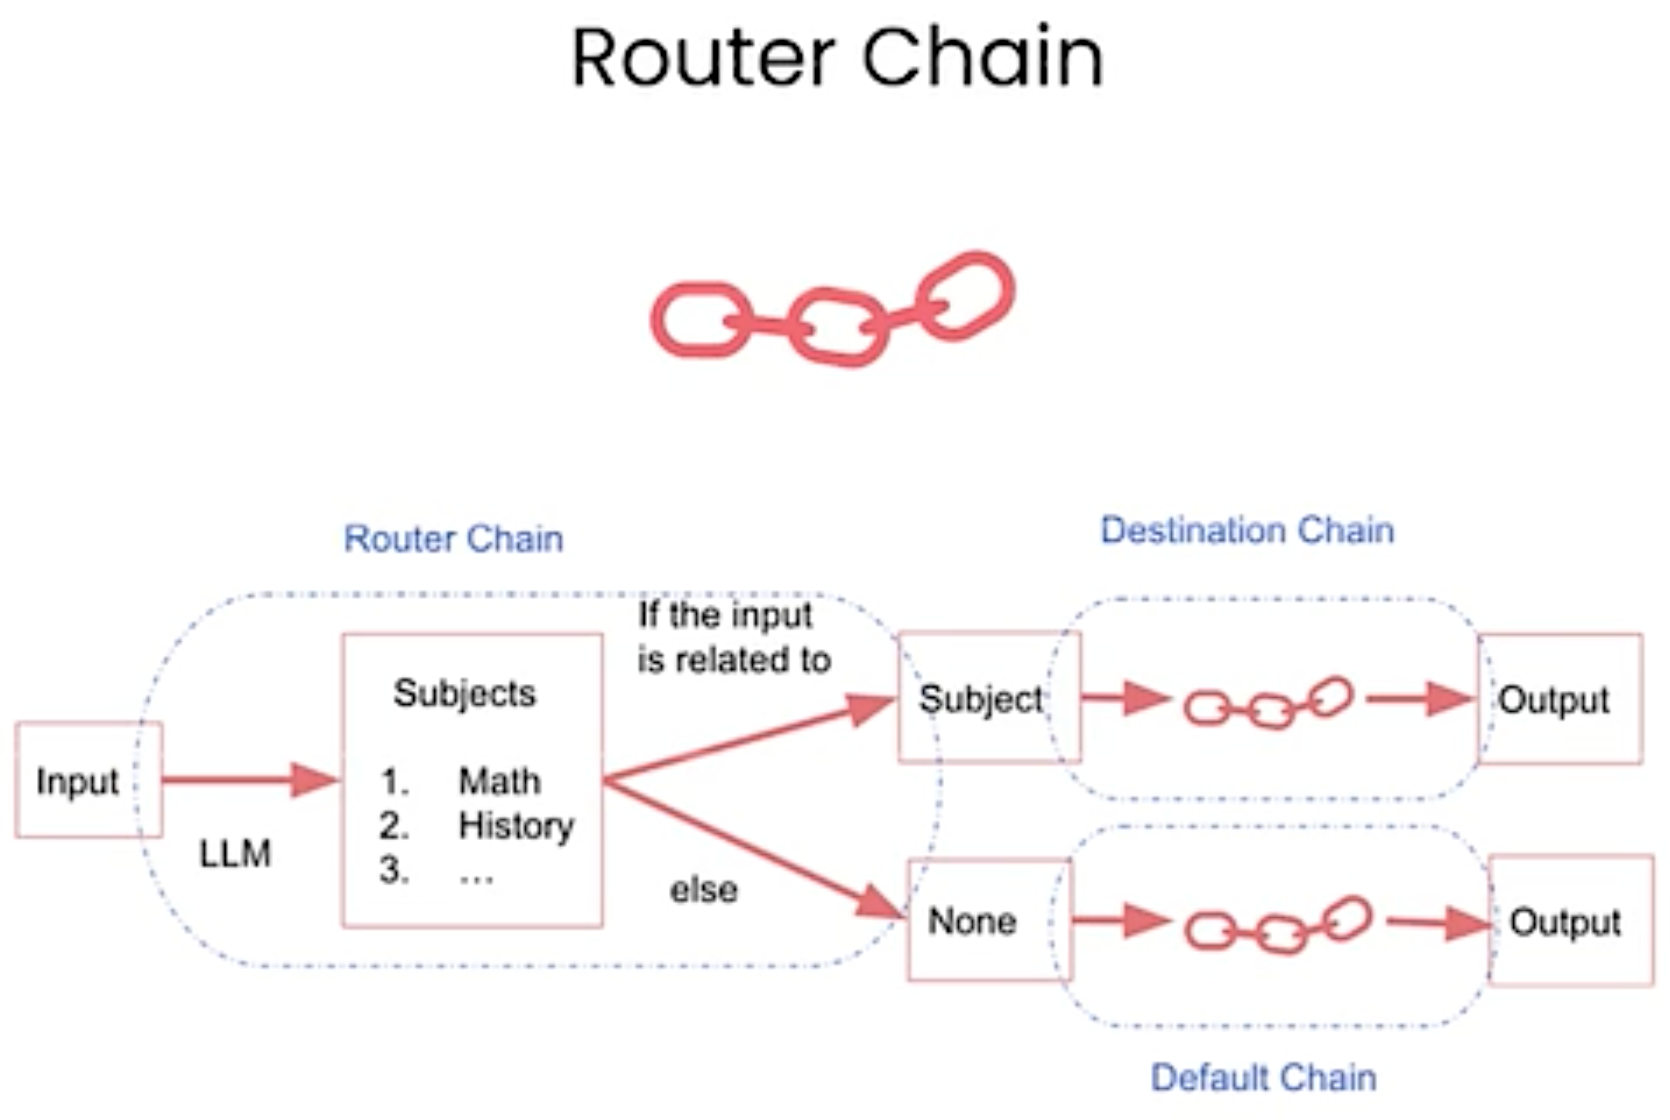 Router Chain
Router Chain
Destination Chain
If the input
is related to
Subjects
1. Math
2. History
3. ...
Input
LLM
else
Subject
Output
None
Output
Default Chain